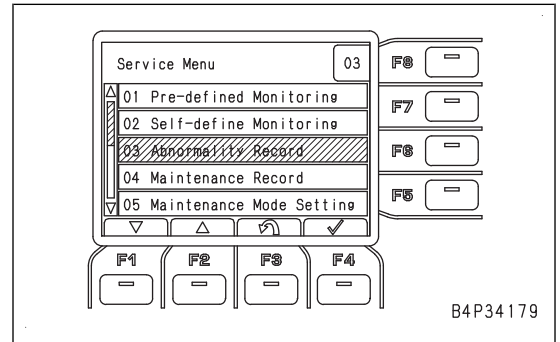 Service Menu 03
01 Pre-defined Monitoring
02 Self-define Monitoring
03 Abnormality Record
04 Maintenance Record
05 Maintenance Mode Setting
F8
F7
F6
F5
F1 F2 F3 F4
B4P34179